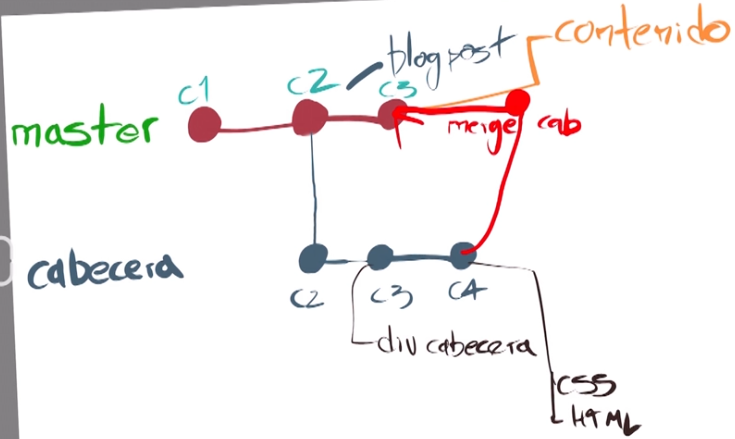 contenido
blogpost
c1
c2
c3
master
merge cab
cabecera
c2
c3
c4
div cabecera
CSS
HTML